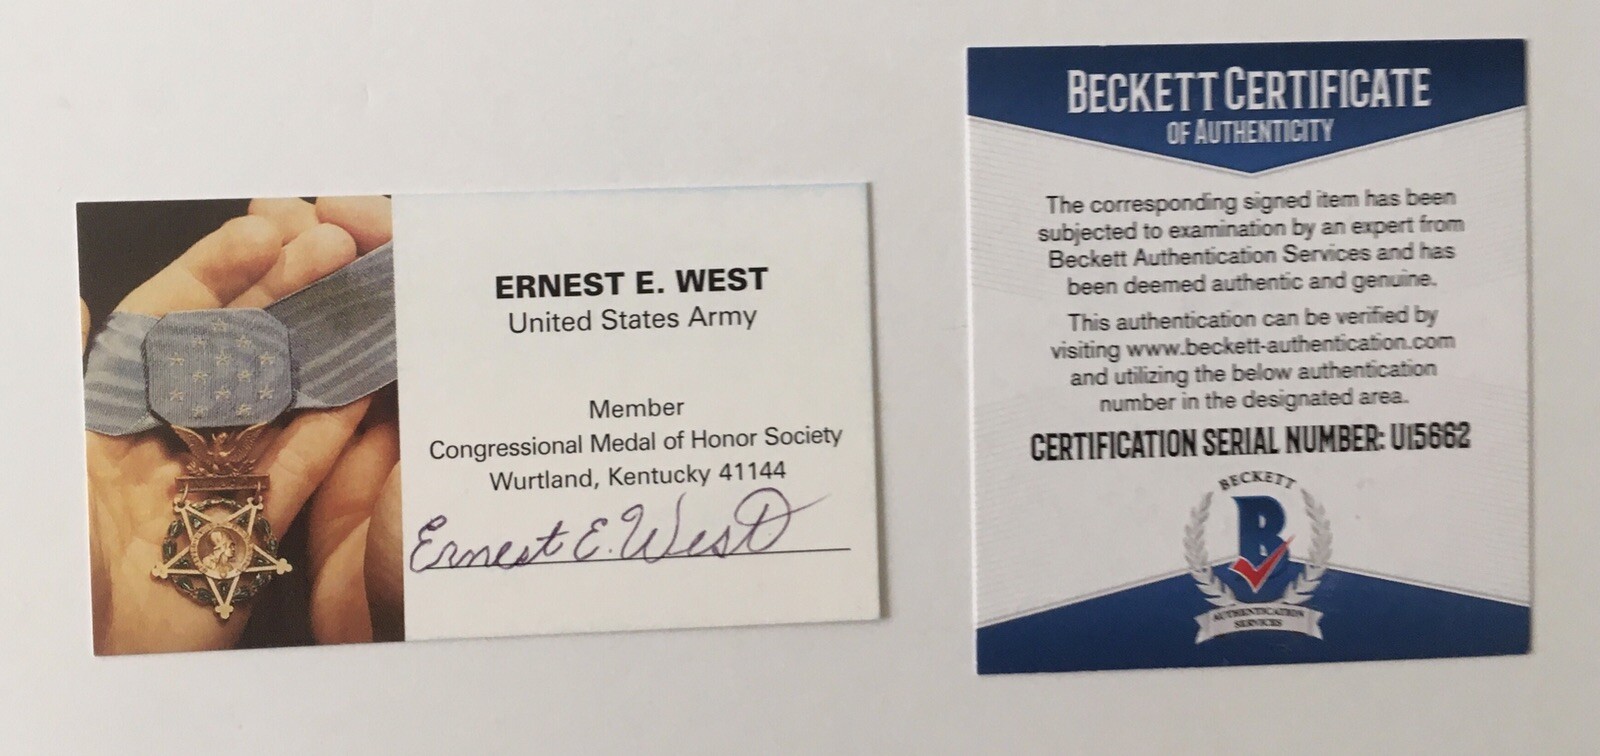 ERNEST E. WEST
United States Army
Member
Congressional Medal of Honor Society
Wurtland, Kentucky 41144
Ernest E. West
BECKETT CERTIFICATE
OF AUTHENTICITY
The corresponding signed item has been
subjected to examination by an expert from
Beckett Authentication Services and has
been deemed authentic and genuine.
This authentication can be verified by
visiting www.beckett-authentication.com
and utilizing the below authentication
number in the designated area.
CERTIFICATION SERIAL NUMBER: U15662
BECKETT
B
AUTHENTICATION
SERVICES